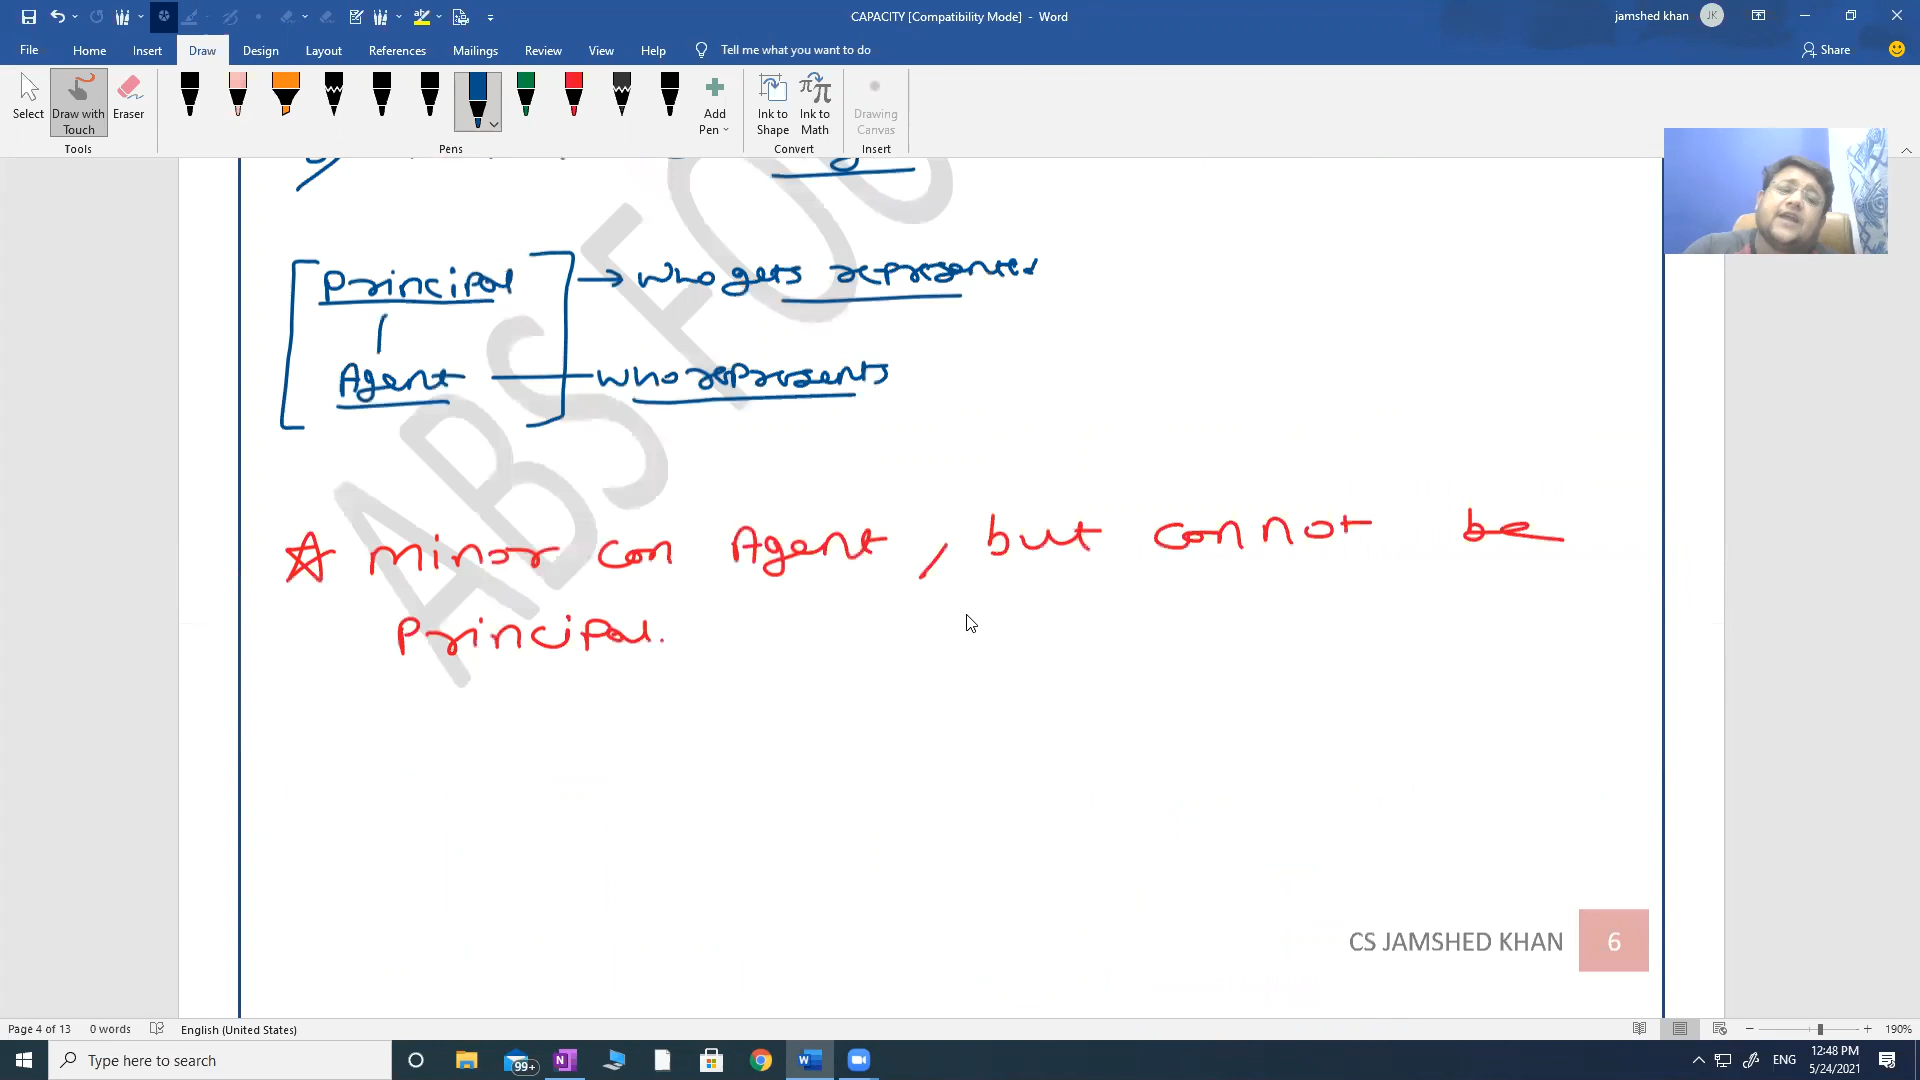 CAPACITY [Compatibility Mode] - Word
jamshed khan JK
File Home Insert Draw Design Layout References Mailings Review View Help Tell me what you want to do Share
Select Draw with Touch Eraser
Add Pen Ink to Shape Ink to Math Drawing Canvas
Tools Pens Convert Insert
Principal → who gets represented
Agent — who represents
ABS FO
☆ minor can Agent, but cannot be
Principal.
CS JAMSHED KHAN 6
Page 4 of 13 0 words English (United States) 190%
Type here to search 99+ ENG 12:48 PM
5/24/2021